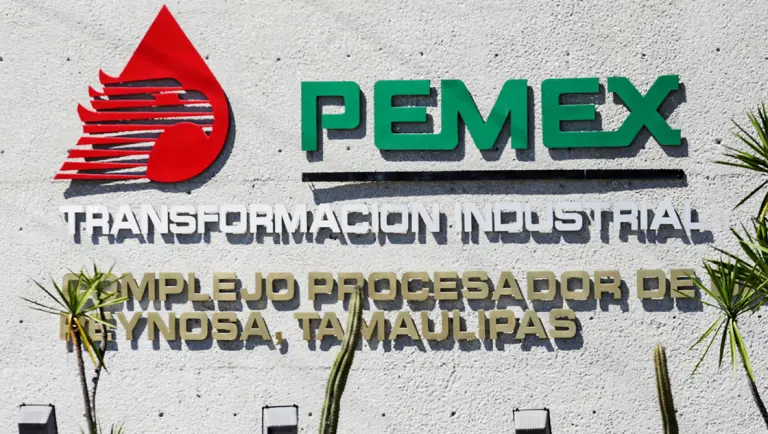 PEMEX
TRANSFORMACION INDUSTRIAL
COMPLEJO PROCESADOR DE
REYNOSA, TAMAULIPAS